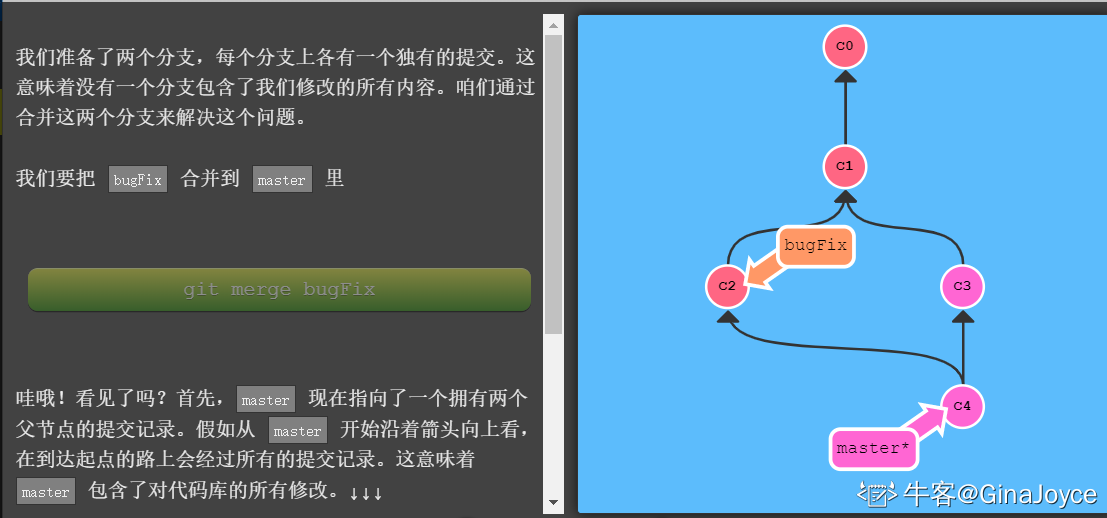 我们准备了两个分支，每个分支上各有一个独有的提交。这
意味着没有一个分支包含了我们修改的所有内容。咱们通过
合并这两个分支来解决这个问题。
我们要把 bugFix 合并到 master 里
git merge bugFix
哇哦！看见了吗？首先，master 现在指向了一个拥有两个
父节点的提交记录。假如从 master 开始沿着箭头向上看，
在到达起点的路上会经过所有的提交记录。这意味着
master 包含了对代码库的所有修改。↓↓↓
C0
C1
bugFix
C2
C3
C4
master*
牛客@GinaJoyce